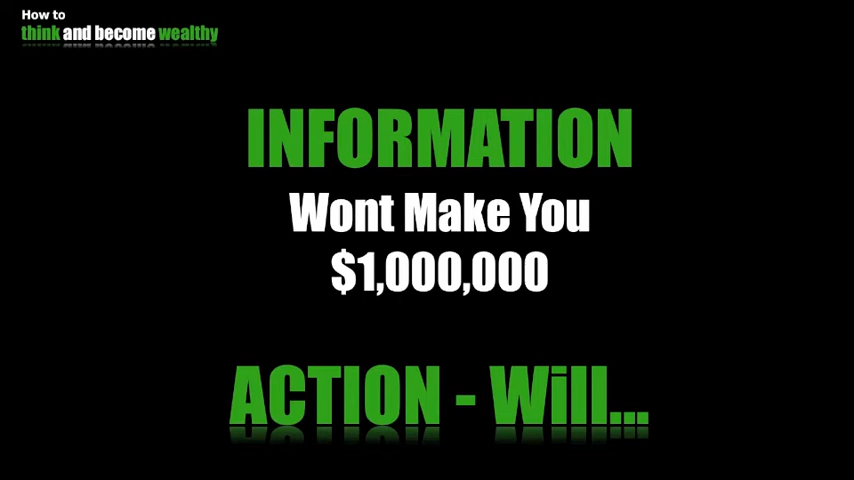 How to
think and become wealthy
INFORMATION
Wont Make You
$1,000,000
ACTION - Will...